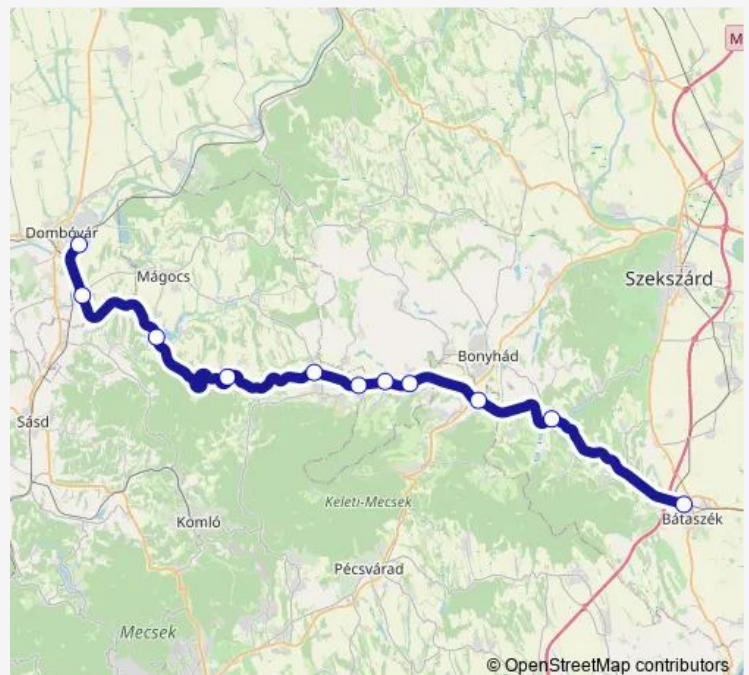 M
Dombóvár
Mágocs
Szekszárd
Bonyhád
Sásd
Keleti-Mecsek
Komló
Bátaszék
Pécsvárad
Mecsek
© OpenStreetMap contributors